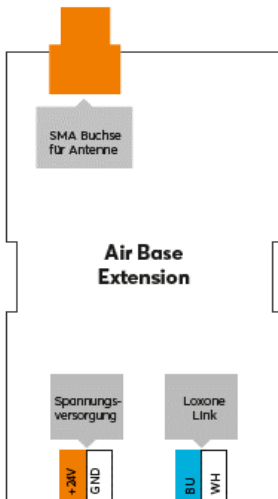 SMA Buchse
für Antenne
Air Base
Extension
Spannungs-
versorgung
Loxone
Link
+24V
GND
BU
WH